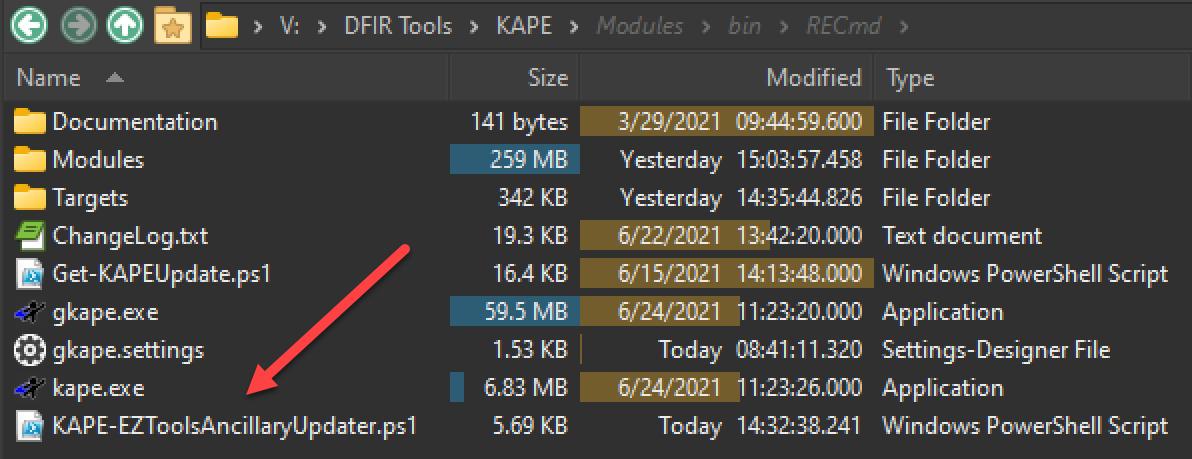 V: DFIR Tools KAPE Modules bin RECmd
Name Size Modified Type
Documentation 141 bytes 3/29/2021 09:44:59.600 File Folder
Modules 259 MB Yesterday 15:03:57.458 File Folder
Targets 342 KB Yesterday 14:35:44.826 File Folder
ChangeLog.txt 19.3 KB 6/22/2021 13:42:20.000 Text document
Get-KAPEUpdate.ps1 16.4 KB 6/15/2021 14:13:48.000 Windows PowerShell Script
gkape.exe 59.5 MB 6/24/2021 11:23:20.000 Application
gkape.settings 1.53 KB Today 08:41:11.320 Settings-Designer File
kape.exe 6.83 MB 6/24/2021 11:23:26.000 Application
KAPE-EZToolsAncillaryUpdater.ps1 5.69 KB Today 14:32:38.241 Windows PowerShell Script